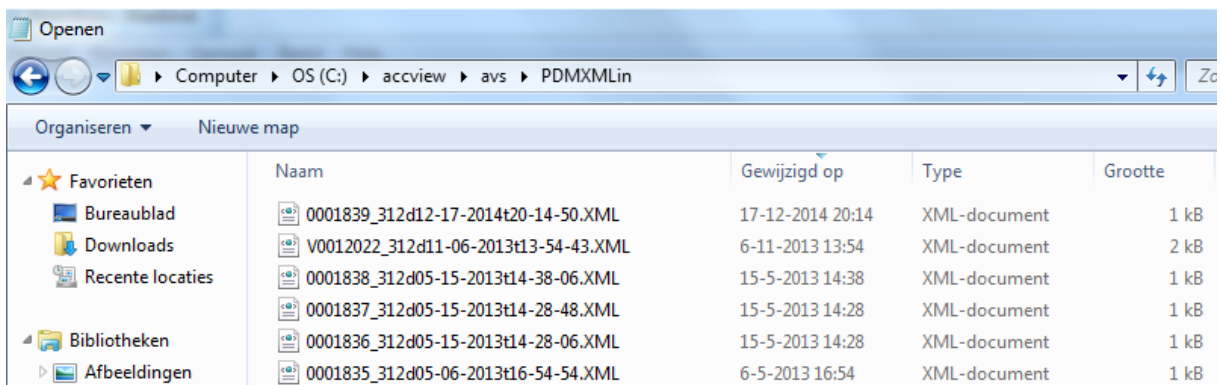 Openen
Computer OS (C:) accview avs PDMXMLin
Organiseren Nieuwe map
Naam Gewijzigd op Type Grootte
Favorieten
Bureaublad
Downloads
Recente locaties
Bibliotheken
Afbeeldingen
0001839_312d12-17-2014t20-14-50.XML 17-12-2014 20:14 XML-document 1 kB
V0012022_312d11-06-2013t13-54-43.XML 6-11-2013 13:54 XML-document 2 kB
0001838_312d05-15-2013t14-38-06.XML 15-5-2013 14:38 XML-document 1 kB
0001837_312d05-15-2013t14-28-48.XML 15-5-2013 14:28 XML-document 1 kB
0001836_312d05-15-2013t14-28-06.XML 15-5-2013 14:28 XML-document 1 kB
0001835_312d05-06-2013t16-54-54.XML 6-5-2013 16:54 XML-document 1 kB